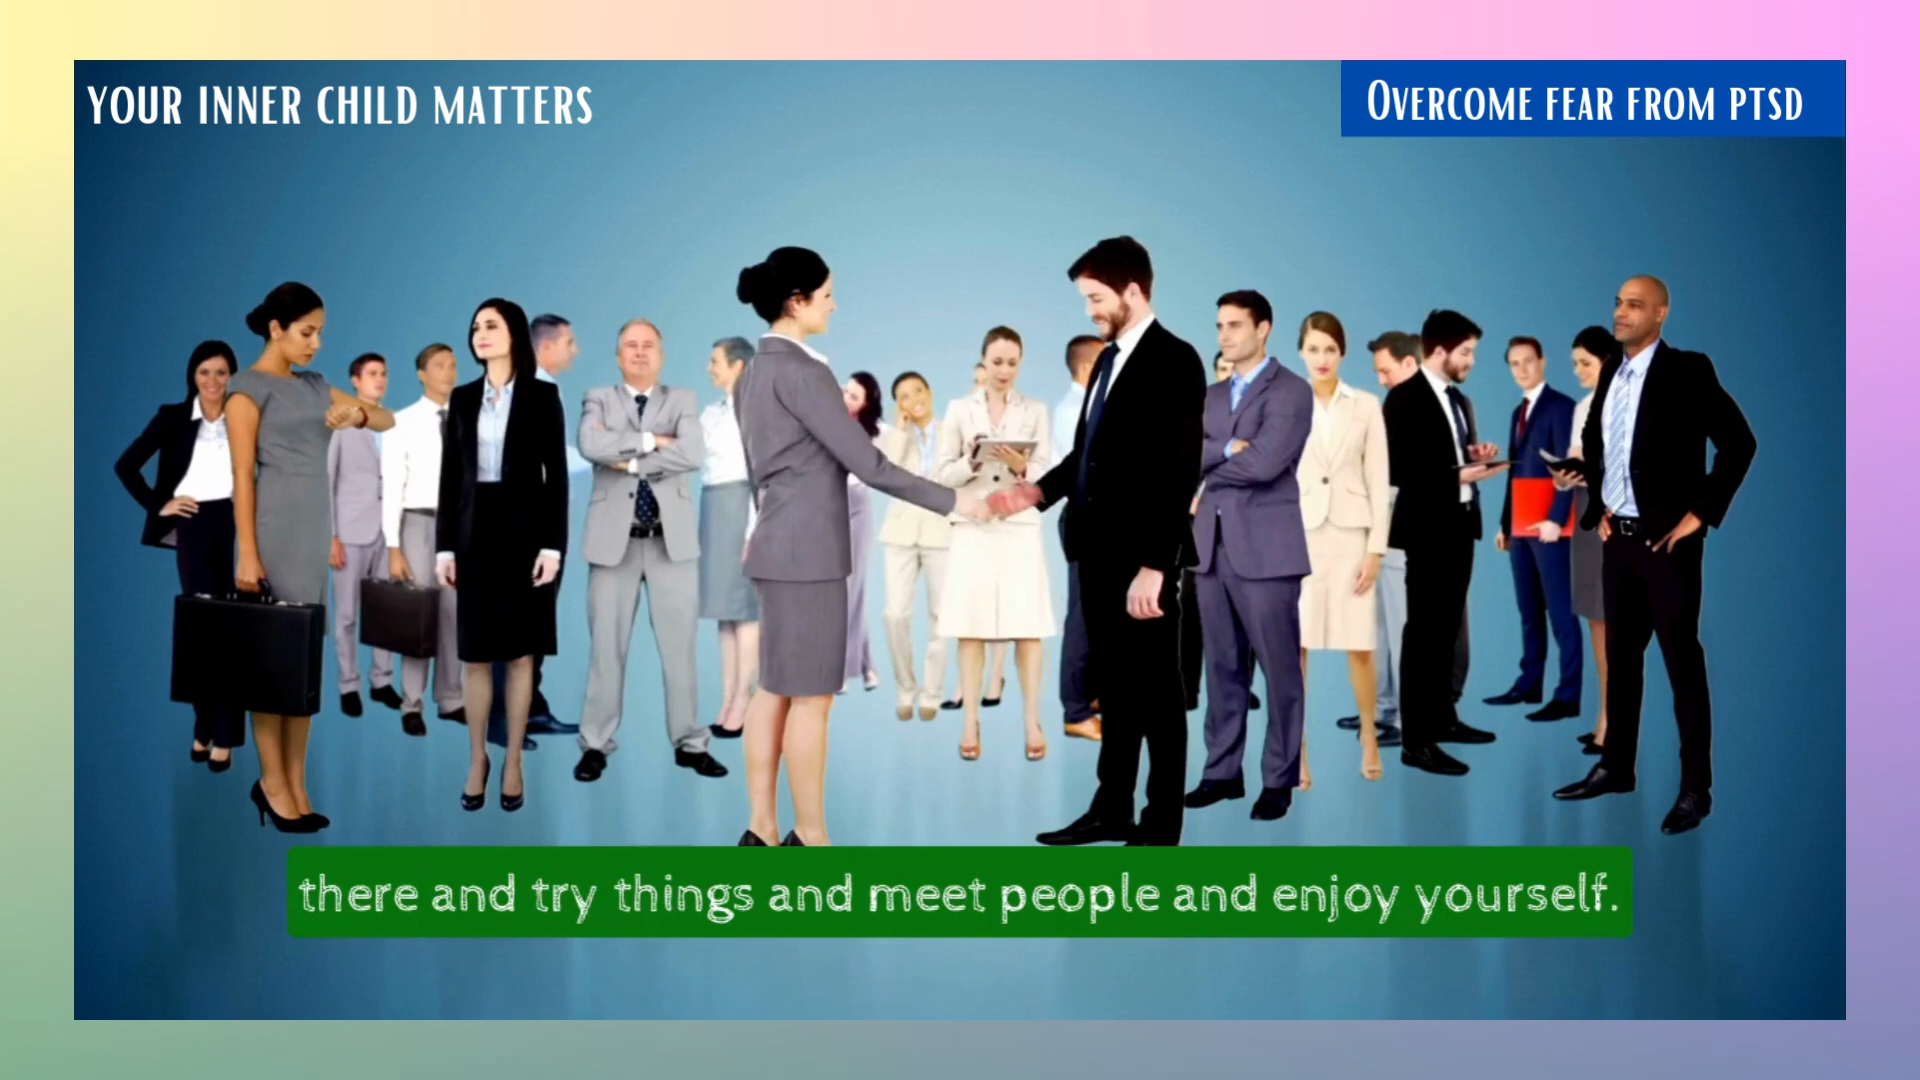 YOUR INNER CHILD MATTERS
OVERCOME FEAR FROM PTSD
there and try things and meet people and enjoy yourself.